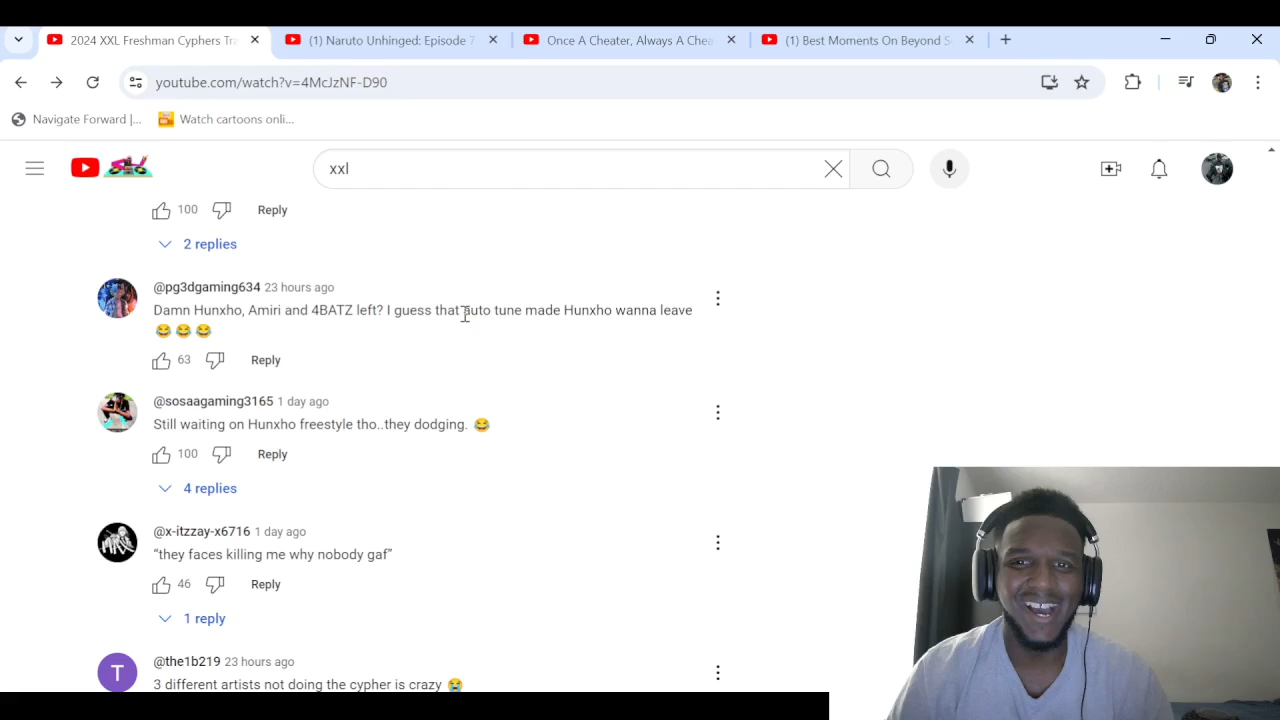 2024 XXL Freshman Cyphers Tra
(1) Naruto Unhinged: Episode 7
Once A Cheater, Always A Chea
(1) Best Moments On Beyond S
youtube.com/watch?v=4McJzNF-D90
Navigate Forward |...
Watch cartoons onli...
xxl
100
Reply
2 replies
@pg3dgaming634 23 hours ago
Damn Hunxho, Amiri and 4BATZ left? I guess that auto tune made Hunxho wanna leave
😂😂😂
63
Reply
@sosaagaming3165 1 day ago
Still waiting on Hunxho freestyle tho..they dodging. 😂
100
Reply
4 replies
@x-itzzay-x6716 1 day ago
“they faces killing me why nobody gaf”
46
Reply
1 reply
T
@the1b219 23 hours ago
3 different artists not doing the cypher is crazy 😭